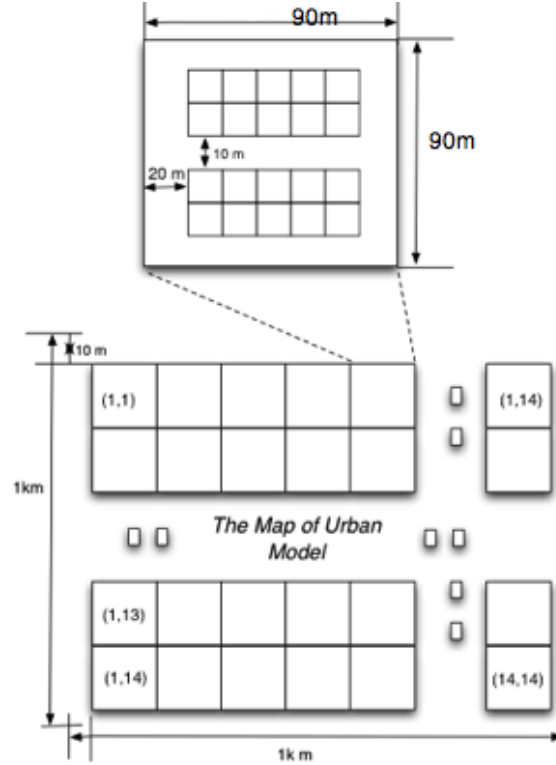 90m
90m
10 m
20 m
10 m
(1,1)
(1,14)
1km
The Map of Urban
Model
(1,13)
(1,14)
(14,14)
1k m